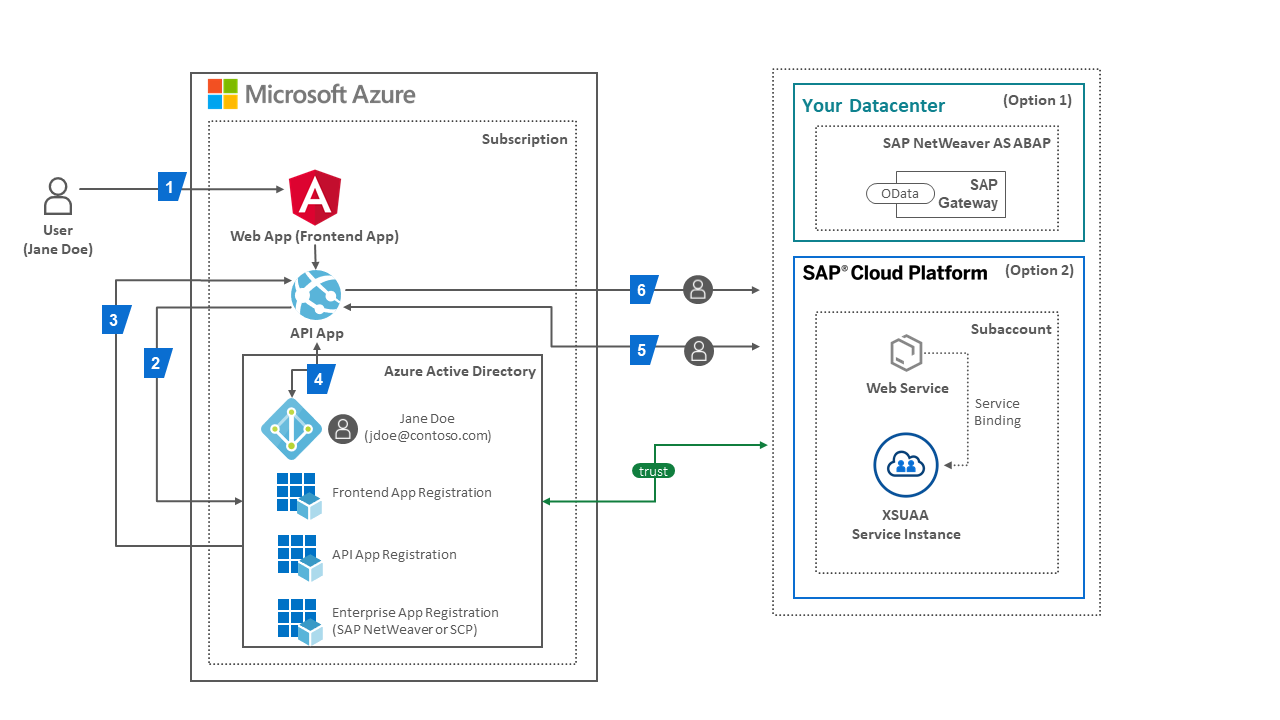 Microsoft Azure
Subscription
1
User
(Jane Doe)
Web App (Frontend App)
API App
3
2
Azure Active Directory
4
Jane Doe
(jdoe@contoso.com)
Frontend App Registration
API App Registration
Enterprise App Registration
(SAP NetWeaver or SCP)
6
5
trust
Your Datacenter
(Option 1)
SAP NetWeaver AS ABAP
OData
SAP
Gateway
SAP® Cloud Platform
(Option 2)
Subaccount
Web Service
Service
Binding
XSUAA
Service Instance